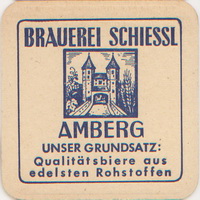 BRAUEREI SCHIESSL
AMBERG
UNSER GRUNDSATZ:
Qualitätsbiere aus
edelsten Rohstoffen